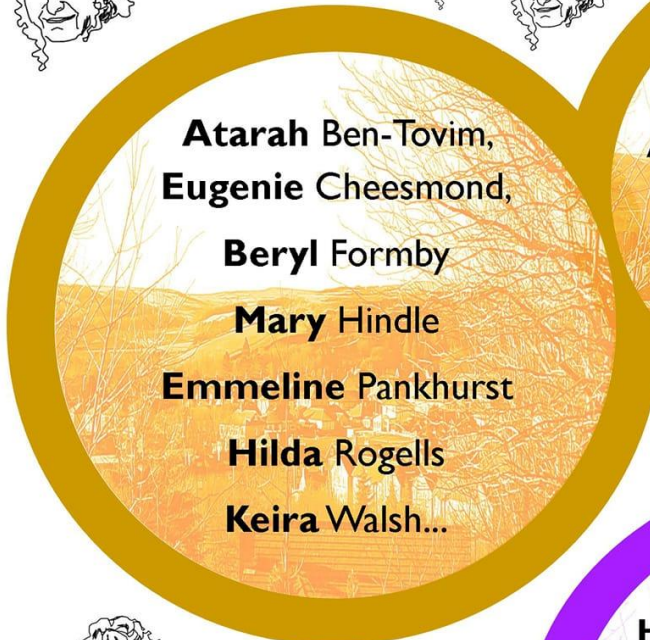 Atarah Ben-Tovim,
Eugenie Cheesmond,
Beryl Formby
Mary Hindle
Emmeline Pankhurst
Hilda Rogells
Keira Walsh...